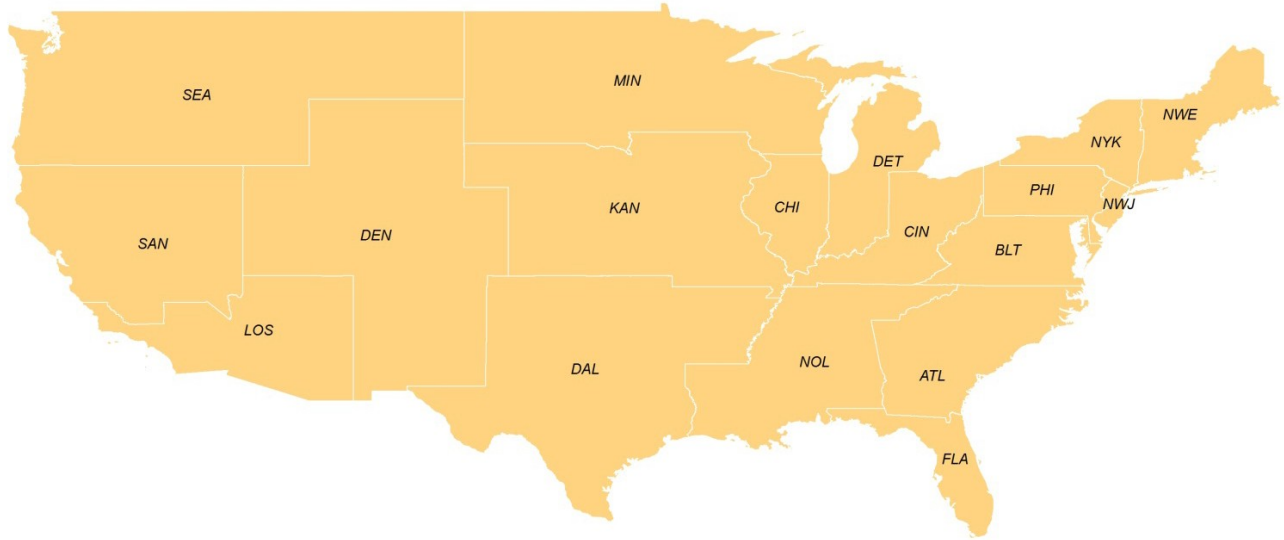 SEA
MIN
NWE
NYK
DET
PHI
NWJ
CHI
KAN
CIN
DEN
SAN
BLT
LOS
NOL
DAL
ATL
FLA